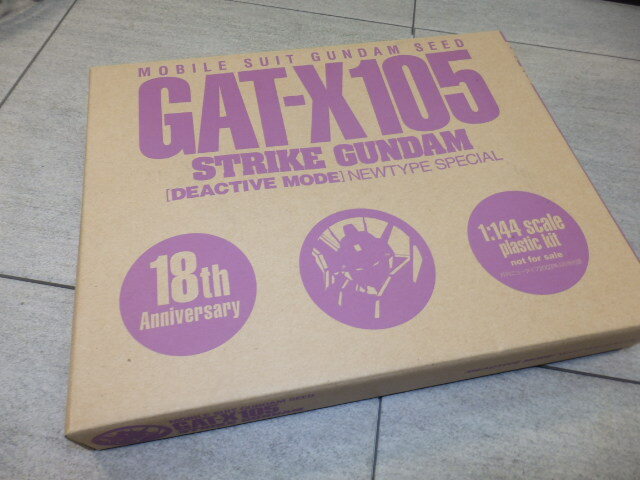 MOBILE SUIT GUNDAM SEED
GAT-X105
STRIKE GUNDAM
[DEACTIVE MODE] NEWTYPE SPECIAL
18th
Anniversary
1:144 scale
plastic kit
not for sale
MOBILE SUIT GUNDAM SEED
GAT-X105